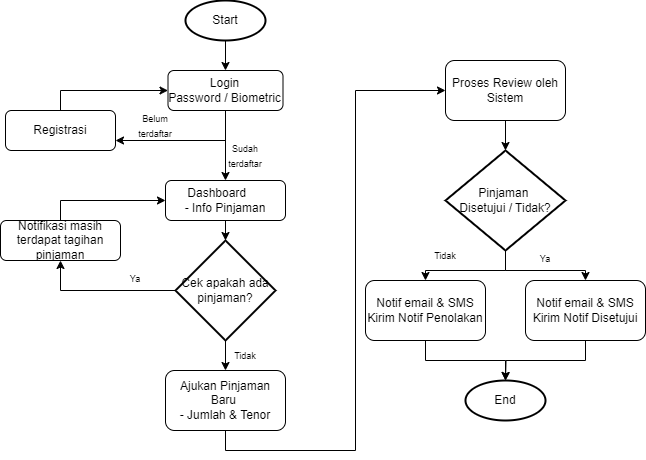 Start
Login
Password / Biometric
Registrasi
Belum
terdaftar
Sudah
terdaftar
Dashboard
- Info Pinjaman
Notifikasi masih
terdapat tagihan
pinjaman
Ya
Cek apakah ada
pinjaman?
Tidak
Ajukan Pinjaman
Baru
- Jumlah & Tenor
Proses Review oleh
Sistem
Pinjaman
Disetujui / Tidak?
Tidak
Ya
Notif email & SMS
Kirim Notif Penolakan
Notif email & SMS
Kirim Notif Disetujui
End